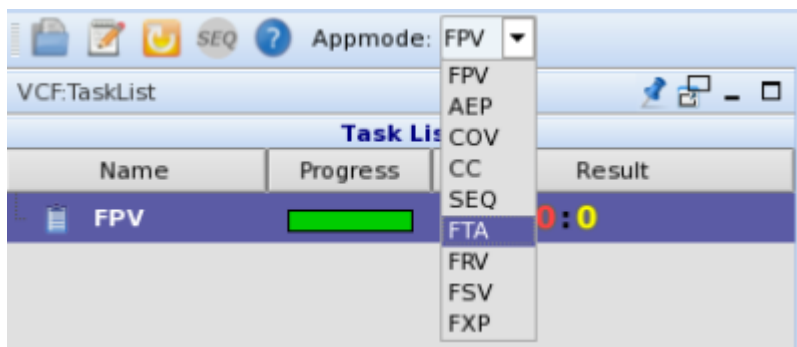 SEQ ? Appmode: FPV
VCF:TaskList
FPV
AEP
Task Lis
COV
Name Progress CC Result
SEQ
FPV 0:0
FTA
FRV
FSV
FXP